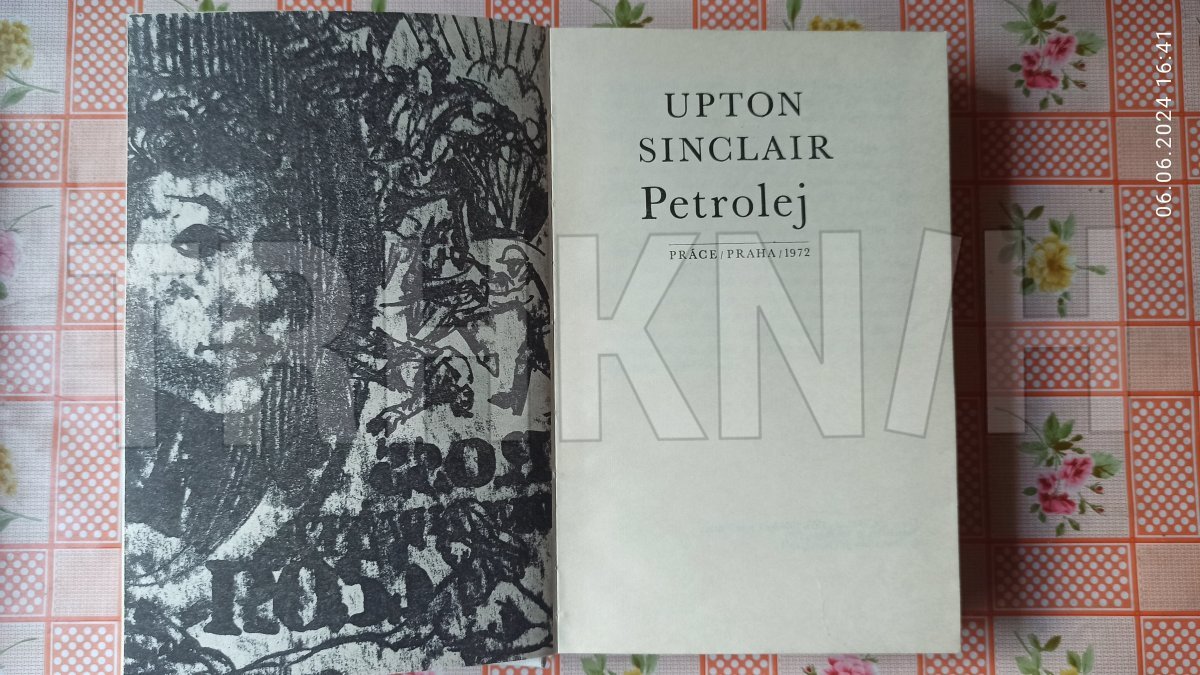 UPTON
SINCLAIR
Petrolej
PRÁCE / PRAHA / 1972
06.06.2024 16:41